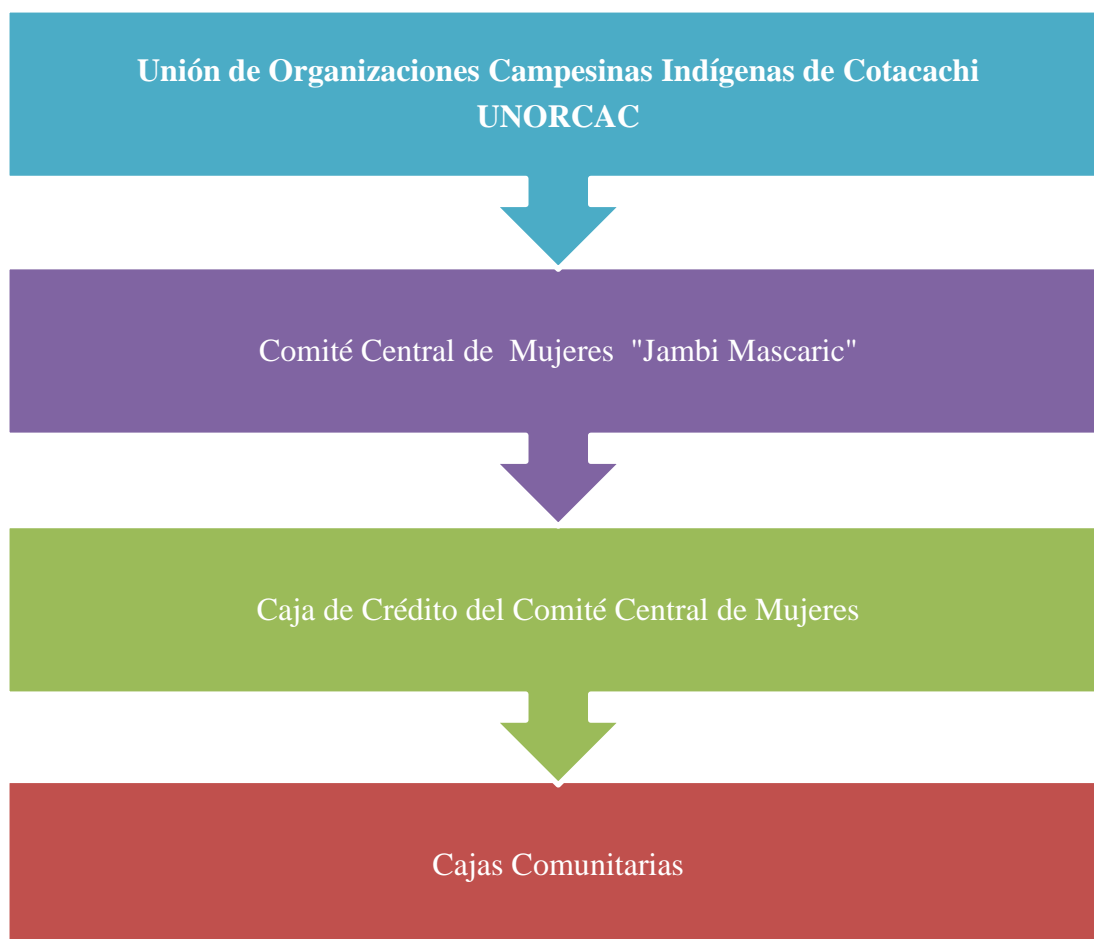 Unión de Organizaciones Campesinas Indígenas de Cotacachi
UNORCAC
Comité Central de Mujeres "Jambi Mascaric"
Caja de Crédito del Comité Central de Mujeres
Cajas Comunitarias